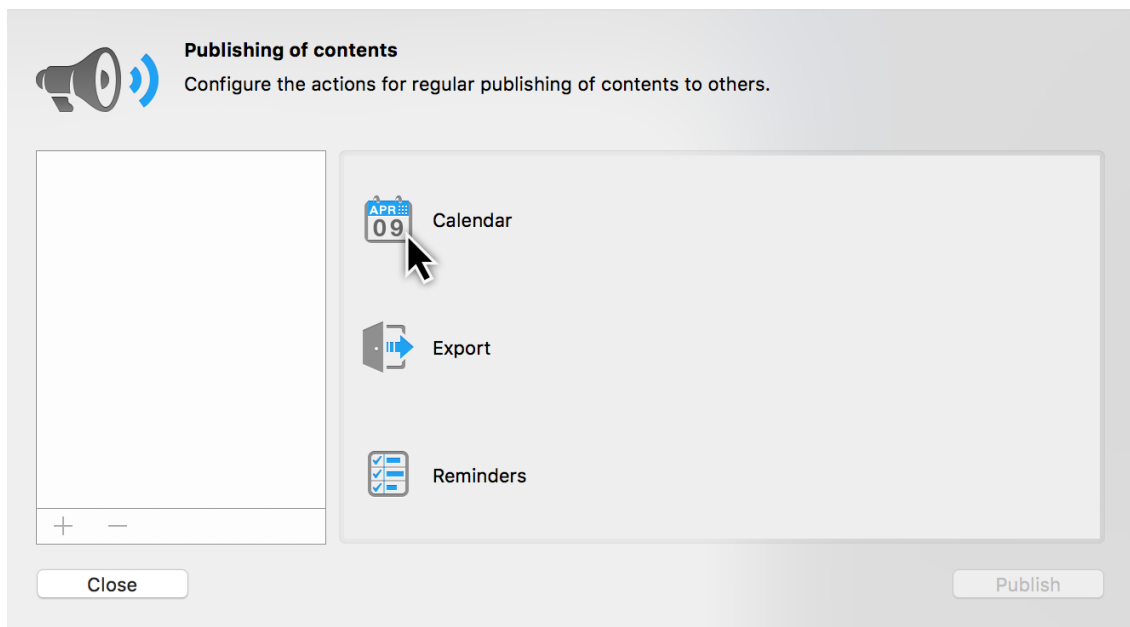 Publishing of contents
Configure the actions for regular publishing of contents to others.
APR
09
Calendar
Export
Reminders
Close
Publish